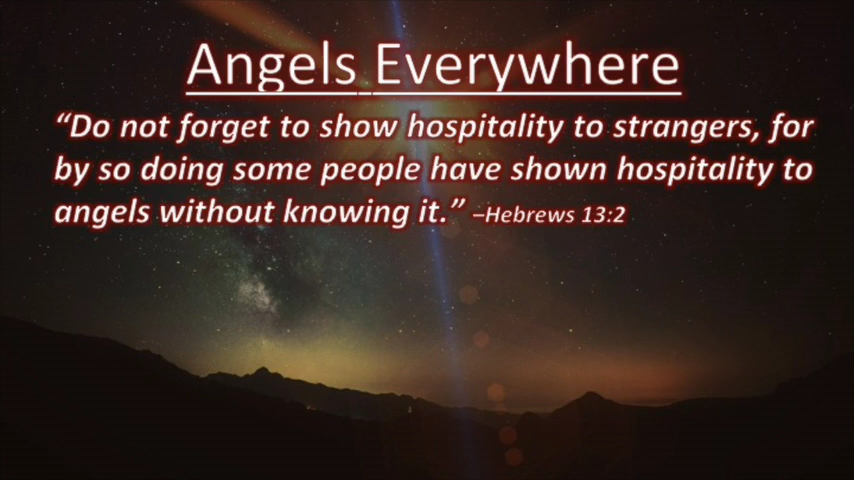 Angels Everywhere
“Do not forget to show hospitality to strangers, for
by so doing some people have shown hospitality to
angels without knowing it.” –Hebrews 13:2